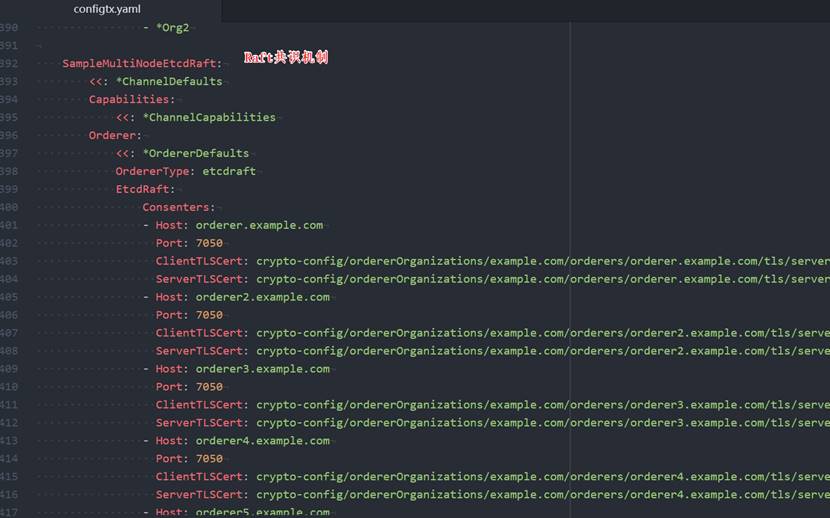 configtx.yaml
390 - *Org2
391
392 SampleMultiNodeEtcdRaft: Raft共识机制
393 <<: *ChannelDefaults
394 Capabilities:
395 <<: *ChannelCapabilities
396 Orderer:
397 <<: *OrdererDefaults
398 OrdererType: etcdraft
399 EtcdRaft:
400 Consenters:
401 - Host: orderer.example.com
402 Port: 7050
403 ClientTLSCert: crypto-config/ordererOrganizations/example.com/orderers/orderer.example.com/tls/server
404 ServerTLSCert: crypto-config/ordererOrganizations/example.com/orderers/orderer.example.com/tls/server
405 - Host: orderer2.example.com
406 Port: 7050
407 ClientTLSCert: crypto-config/ordererOrganizations/example.com/orderers/orderer2.example.com/tls/serve
408 ServerTLSCert: crypto-config/ordererOrganizations/example.com/orderers/orderer2.example.com/tls/serve
409 - Host: orderer3.example.com
410 Port: 7050
411 ClientTLSCert: crypto-config/ordererOrganizations/example.com/orderers/orderer3.example.com/tls/serve
412 ServerTLSCert: crypto-config/ordererOrganizations/example.com/orderers/orderer3.example.com/tls/serve
413 - Host: orderer4.example.com
414 Port: 7050
415 ClientTLSCert: crypto-config/ordererOrganizations/example.com/orderers/orderer4.example.com/tls/serve
416 ServerTLSCert: crypto-config/ordererOrganizations/example.com/orderers/orderer4.example.com/tls/serve
417 - Host: orderer5.example.com